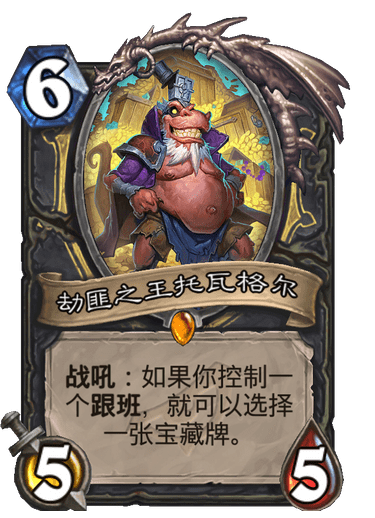 6
劫匪之王托瓦格尔
战吼：如果你控制一
个跟班，就可以选择
一张宝藏牌。
5
5